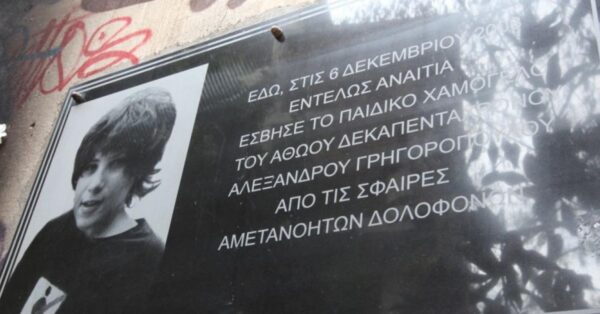 ΕΔΩ, ΣΤΙΣ 6 ΔΕΚΕΜΒΡΙΟΥ
ΕΝΤΕΛΩΣ ΑΝΑΙΤΙΑ
ΕΣΒΗΣΕ ΤΟ ΠΑΙΔΙΚΟ ΧΑΜΟΓΕΛΟ
ΤΟΥ ΑΘΩΟΥ ΔΕΚΑΠΕΝΤΑΧΡΟΝΟΥ
ΑΛΕΞΑΝΔΡΟΥ ΓΡΗΓΟΡΟΠΟΥΛΟΥ
ΑΠΟ ΤΙΣ ΣΦΑΙΡΕΣ
ΑΜΕΤΑΝΟΗΤΩΝ ΔΟΛΟΦΟΝΩΝ